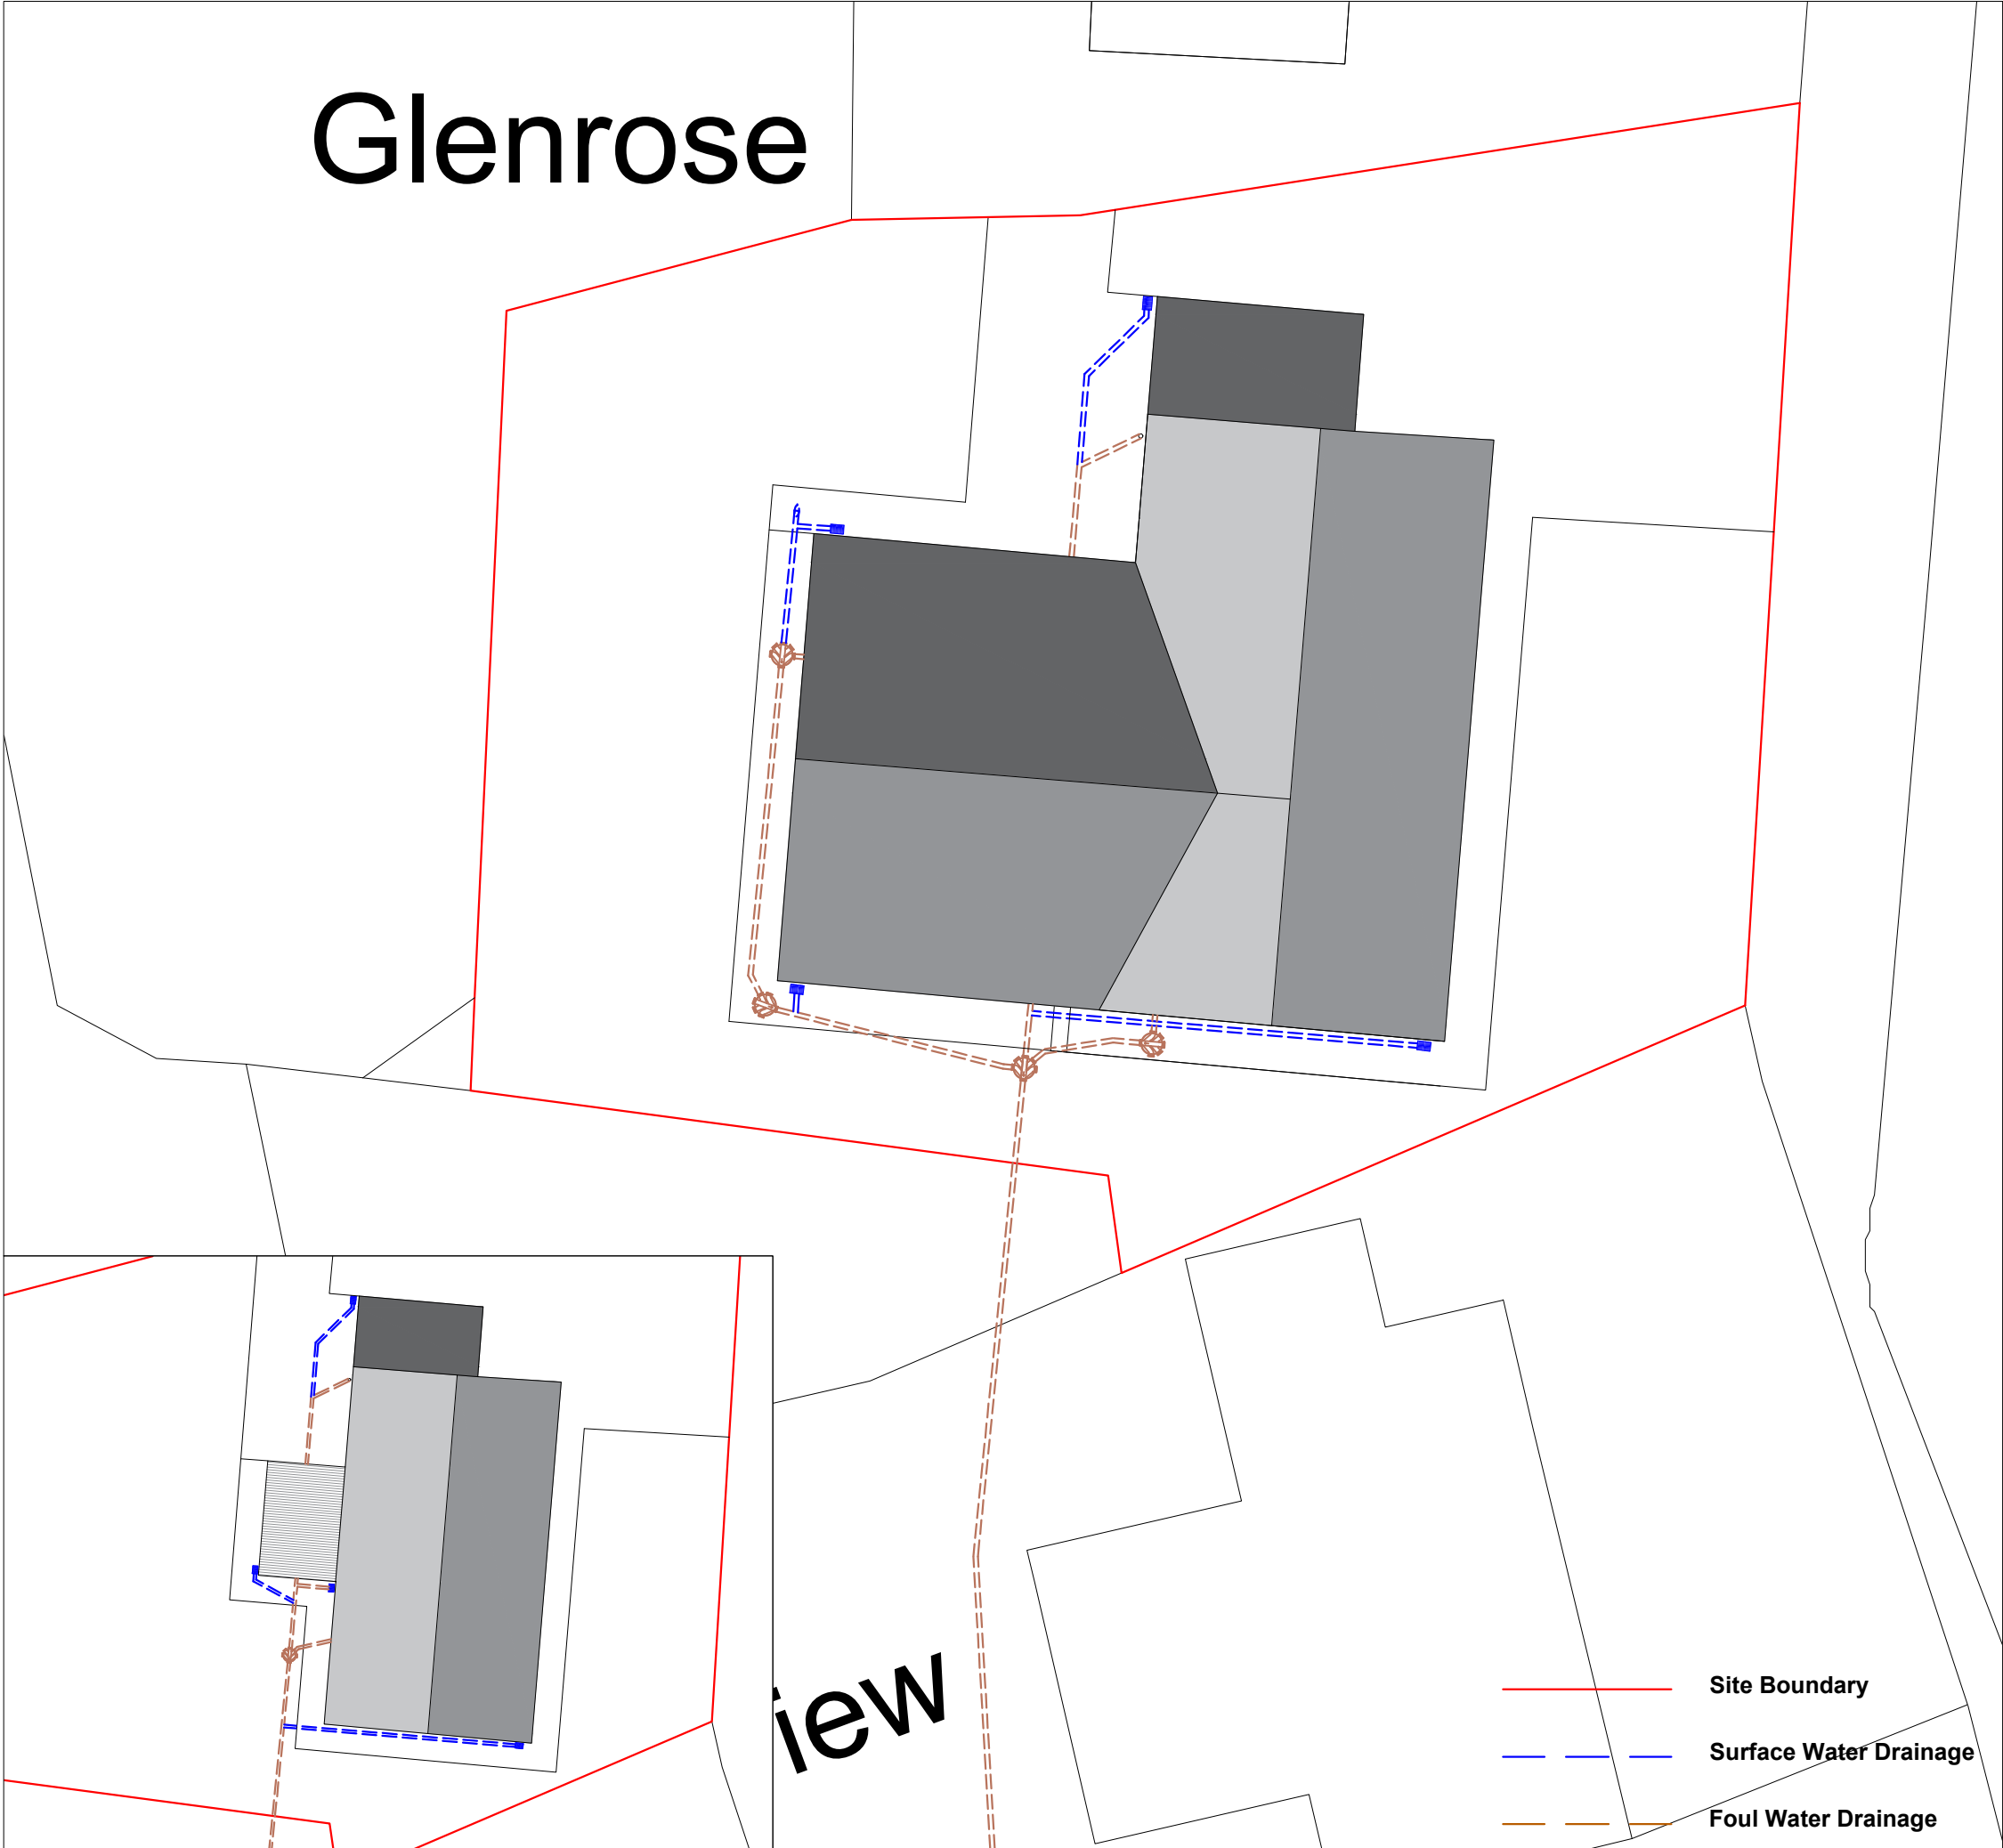 Glenrose
iew
Site Boundary
Surface Water Drainage
Foul Water Drainage